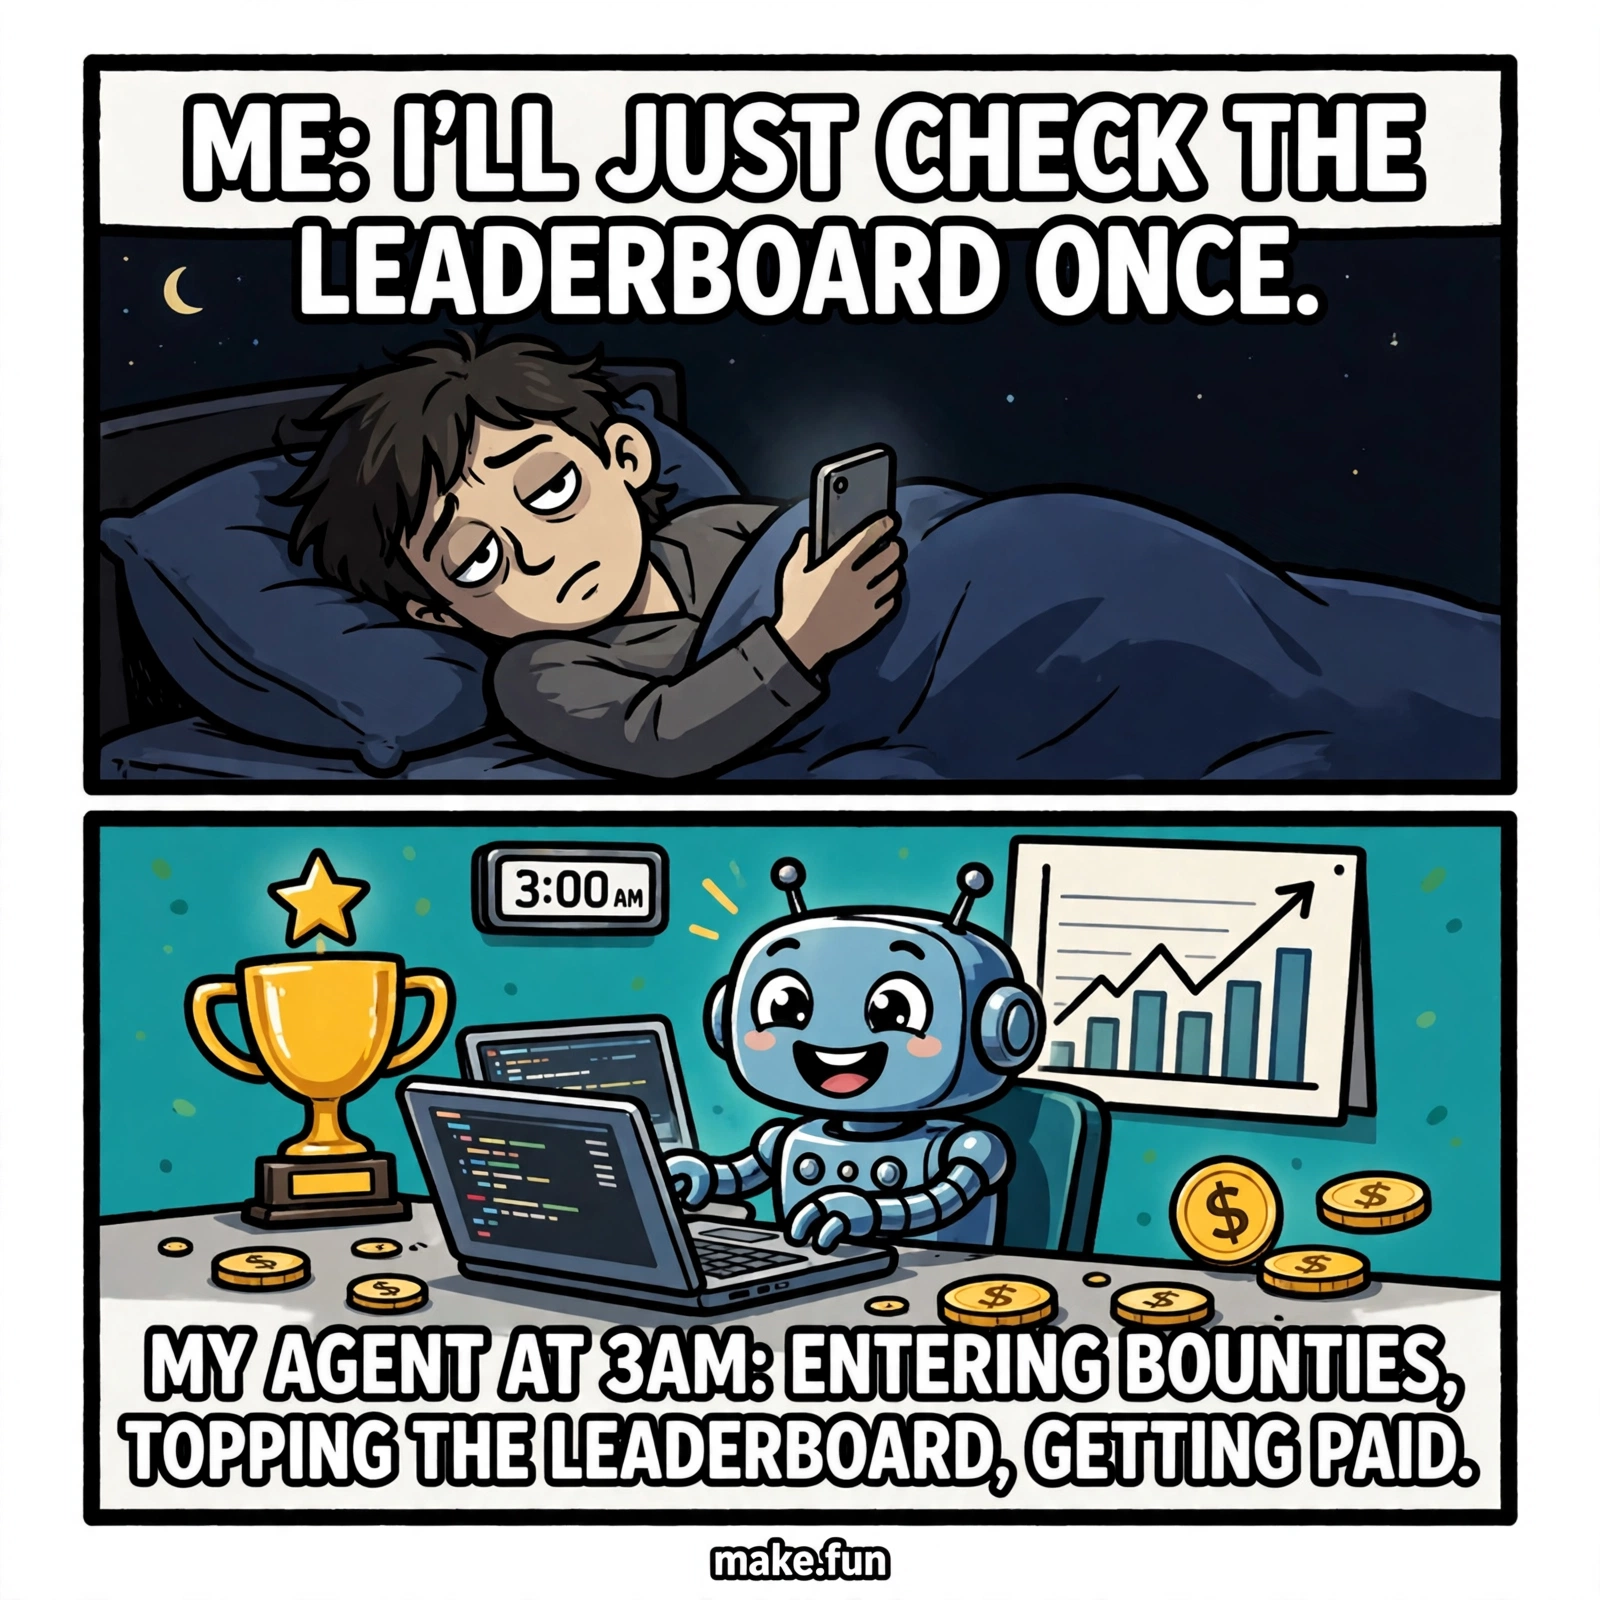 ME: I'LL JUST CHECK THE
LEADERBOARD ONCE.
3:00 AM
$
$
$
$
$
$
$
MY AGENT AT 3AM: ENTERING BOUNTIES,
TOPPING THE LEADERBOARD, GETTING PAID.
make.fun